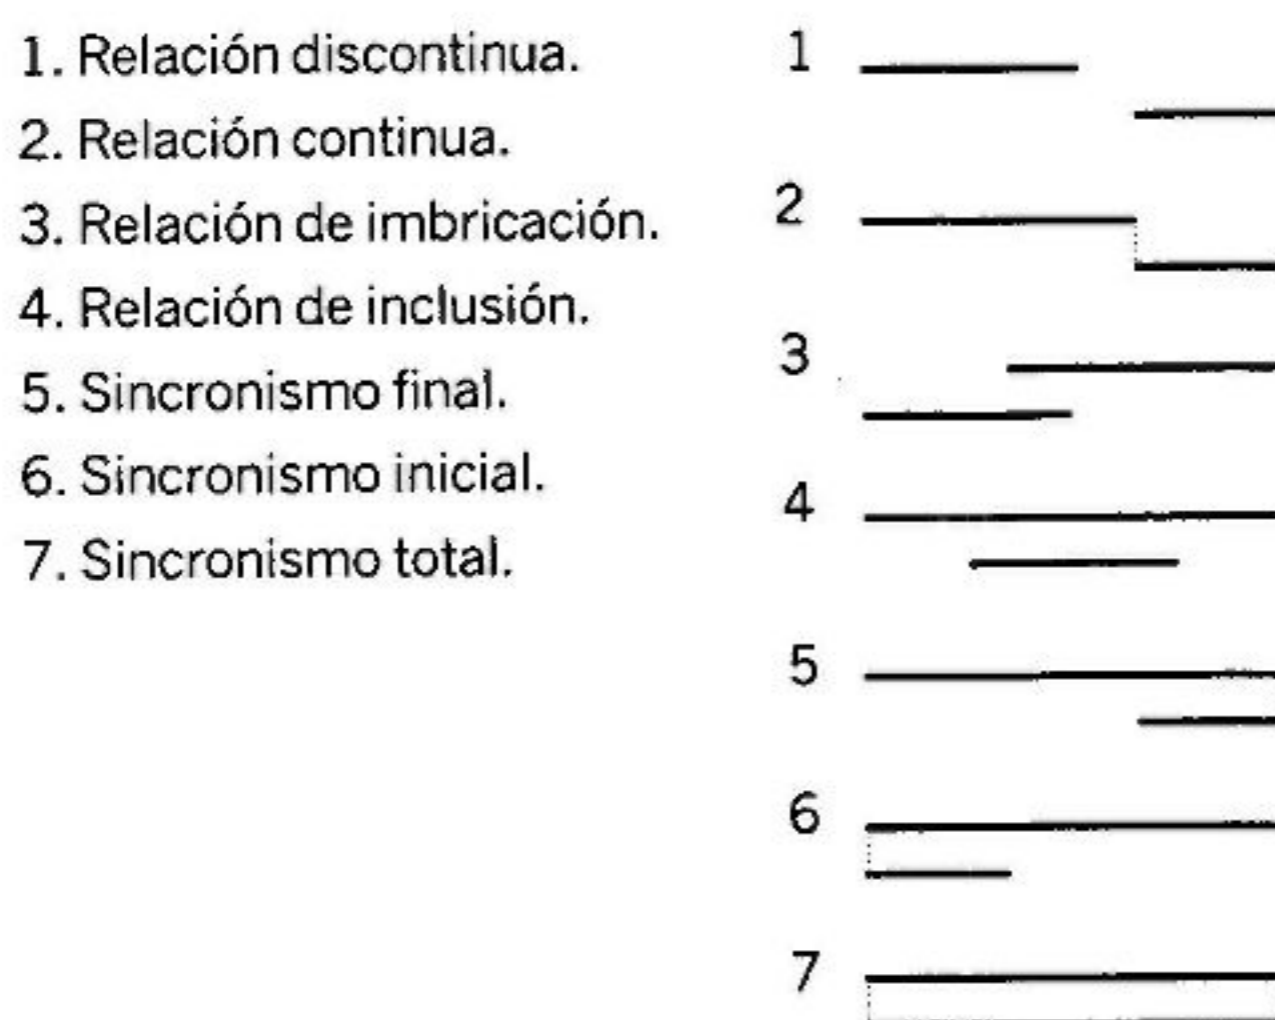 1. Relación discontinua.
2. Relación continua.
3. Relación de imbricación.
4. Relación de inclusión.
5. Sincronismo final.
6. Sincronismo inicial.
7. Sincronismo total.
1
2
3
4
5
6
7